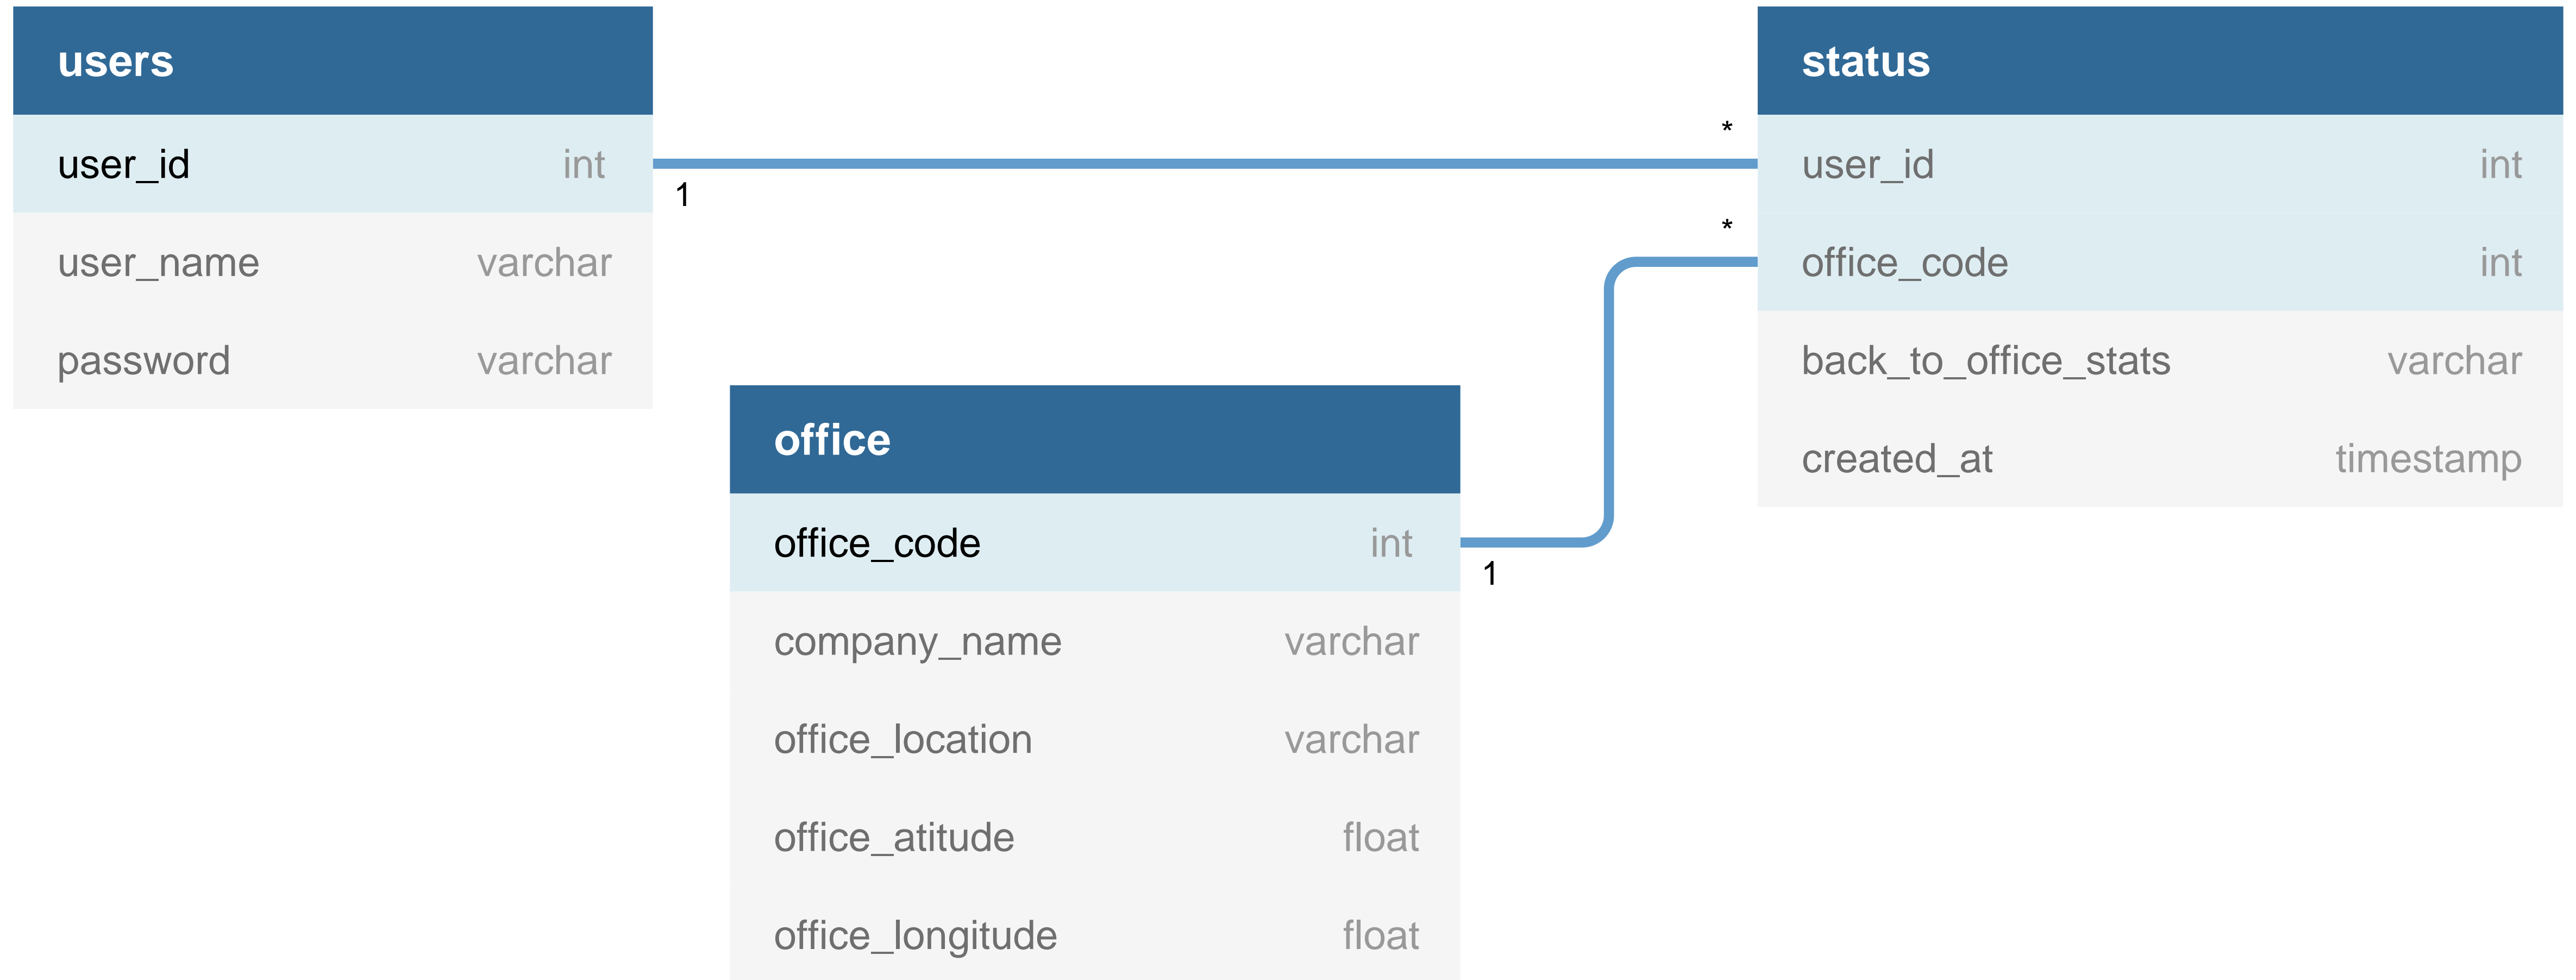 users
user_id int
user_name varchar
password varchar
1
*
*
status
user_id int
office_code int
back_to_office_stats varchar
created_at timestamp
office
office_code int
company_name varchar
office_location varchar
office_atitude float
office_longitude float
1